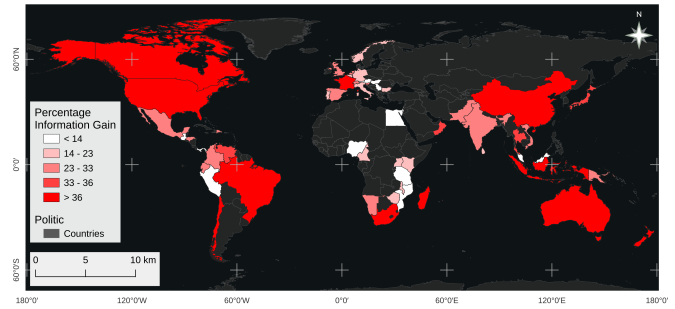 N
60°0'N
0°0'
60°0'S
Percentage
Information Gain
< 14
14 - 23
23 - 33
33 - 36
> 36
Politic
Countries
0 5 10 km
180°0' 120°0'W 60°0'W 0°0' 60°0'E 120°0'E 180°0'